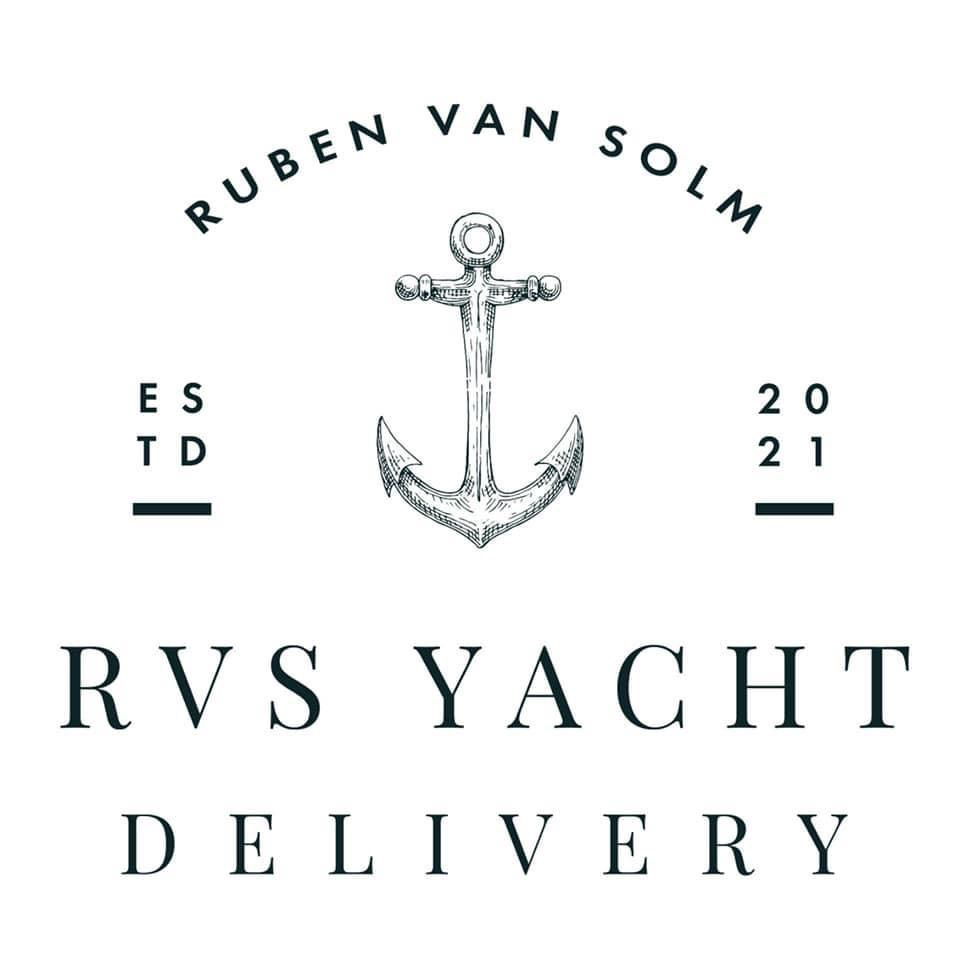 RUBEN VAN SOLM
ES
TD
20
21
RVS YACHT
DELIVERY